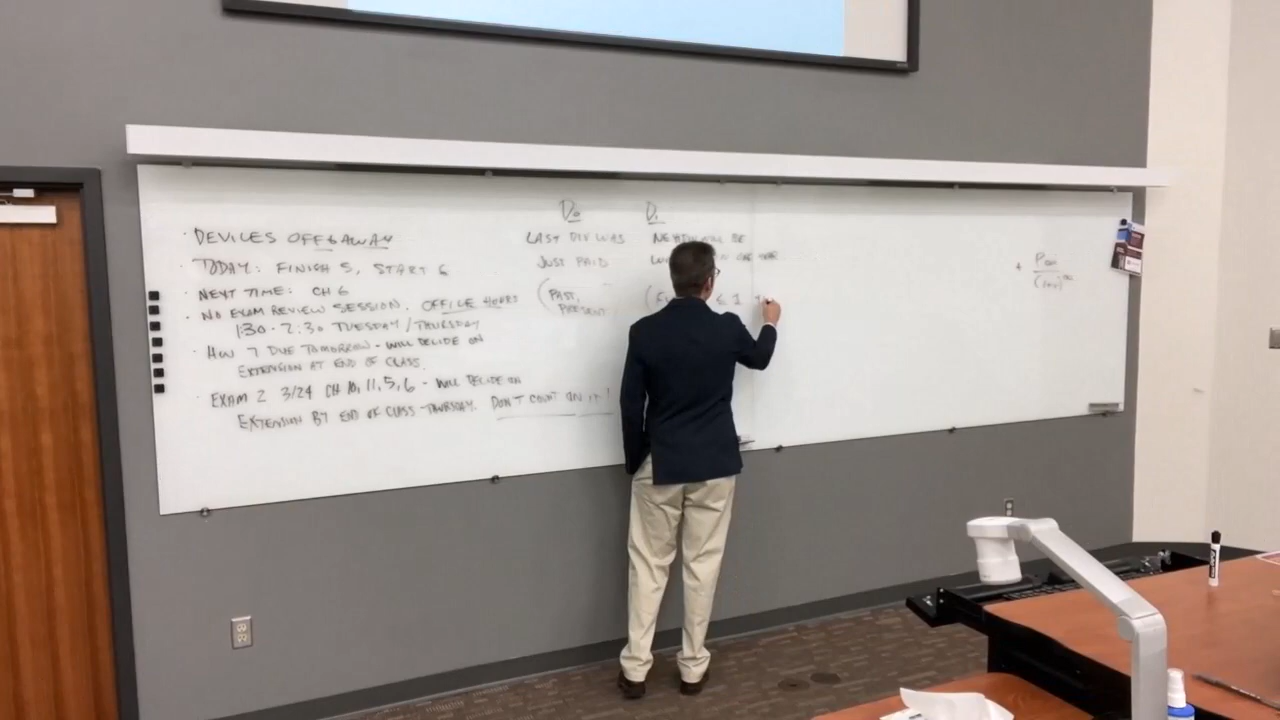 · DEVICES OFF & AWAY
· TODAY: FINISH 5, START 6
· NEXT TIME: CH 6
· NO EXAM REVIEW SESSION. OFFICE HOURS
1:30 - 2:30 TUESDAY / THURSDAY
· HW 7 DUE TOMORROW - WILL DECIDE ON
EXTENSION AT END OF CLASS.
· EXAM 2 3/24 CH 10, 11, 5, 6 - WILL DECIDE ON
EXTENSION BY END OF CLASS THURSDAY. DON'T COUNT ON IT!
D₀
LAST DIV WAS
JUST PAID
(PAST,
PRESENT
D₁
BE
≤ 1